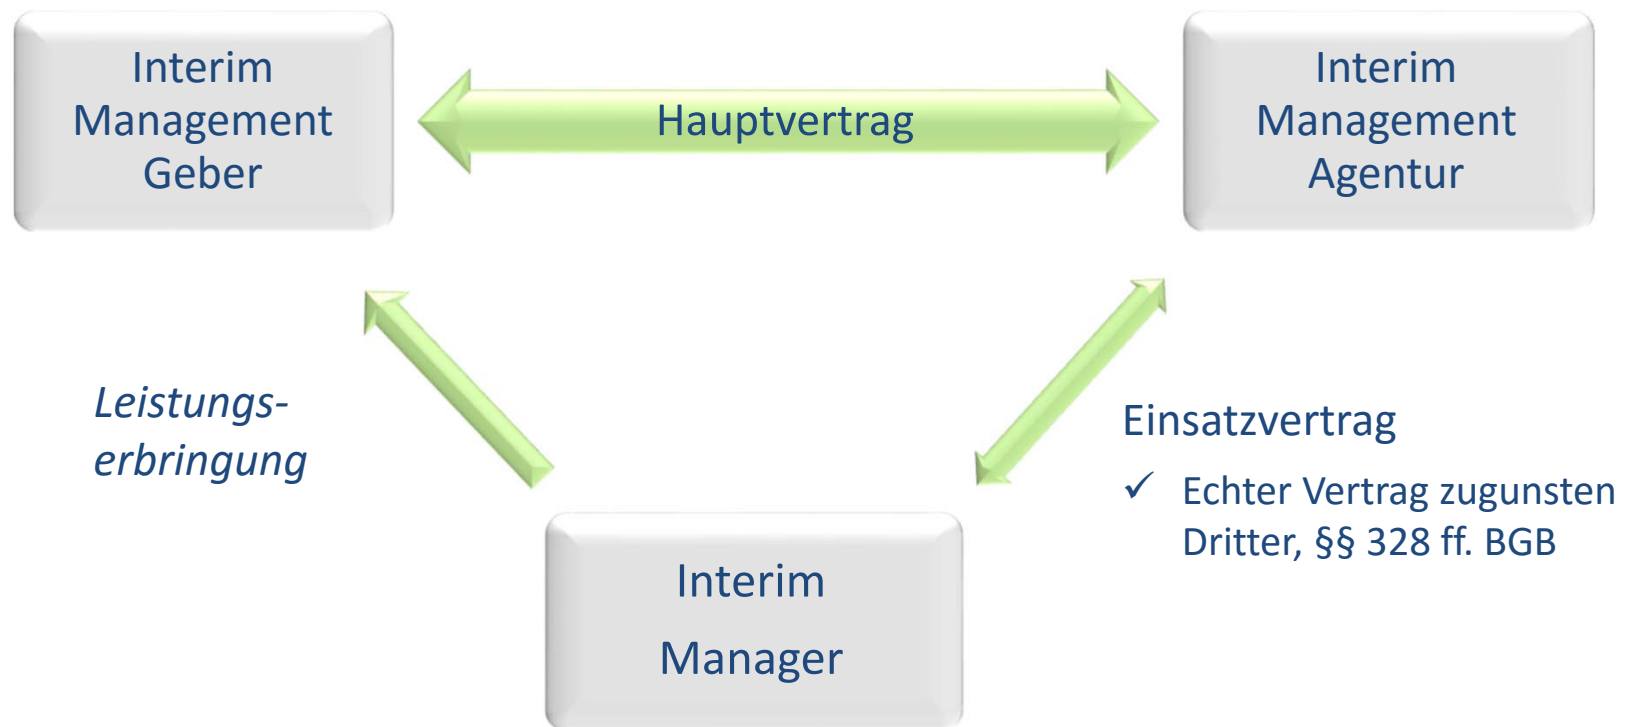 Interim
Management
Geber
Hauptvertrag
Interim
Management
Agentur
Leistungs-
erbringung
Einsatzvertrag
✓ Echter Vertrag zugunsten
Dritter, §§ 328 ff. BGB
Interim
Manager